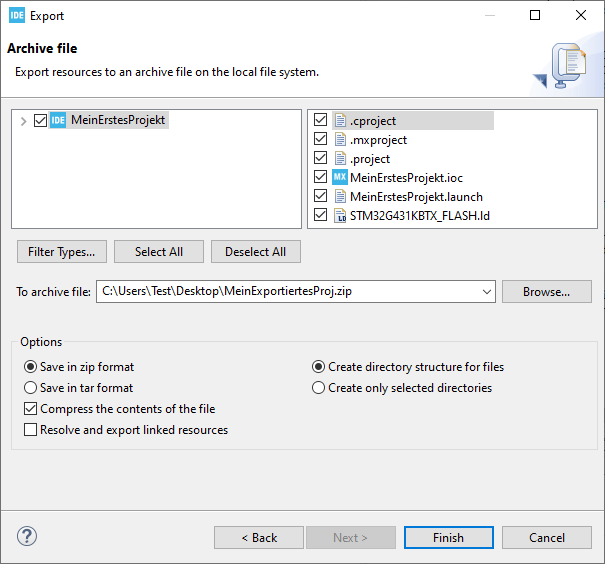 IDE Export
Archive file
Export resources to an archive file on the local file system.
IDE MeinErstesProjekt
.cproject
.mxproject
.project
MX MeinErstesProjekt.ioc
MeinErstesProjekt.launch
LD STM32G431KBTX_FLASH.ld
Filter Types... Select All Deselect All
To archive file: C:\Users\Test\Desktop\MeinExportiertesProj.zip Browse...
Options
Save in zip format Create directory structure for files
Save in tar format Create only selected directories
Compress the contents of the file
Resolve and export linked resources
? < Back Next > Finish Cancel